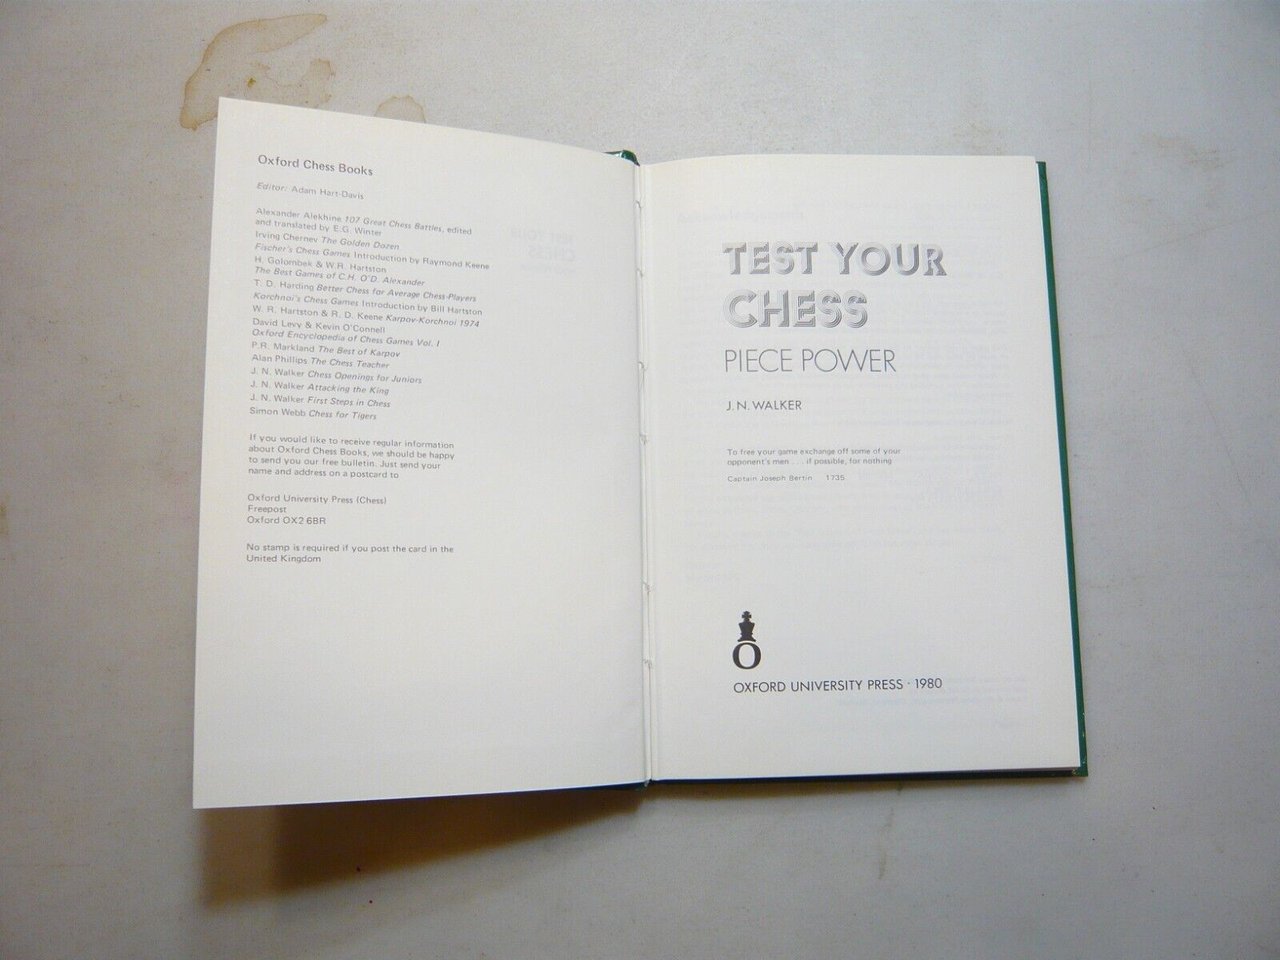 Oxford Chess Books
Editor: Adam Hart-Davis
Alexander Alekhine 107 Great Chess Battles, edited
and translated by E.G. Winter
Irving Chernev The Golden Dozen
Fischer's Chess Games Introduction by Raymond Keene
H. Golombek & W.R. Hartston
The Best Games of C.H. O'D. Alexander
T. D. Harding Better Chess for Average Chess-Players
Korchnoi's Chess Games Introduction by Bill Hartston
W. R. Hartston & R. D. Keene Karpov-Korchnoi 1974
David Levy & Kevin O'Connell
Oxford Encyclopedia of Chess Games Vol. I
P.R. Markland The Best of Karpov
Alan Phillips The Chess Teacher
J. N. Walker Chess Openings for Juniors
J. N. Walker Attacking the King
J. N. Walker First Steps in Chess
Simon Webb Chess for Tigers
If you would like to receive regular information
about Oxford Chess Books, we should be happy
to send you our free bulletin. Just send your
name and address on a postcard to
Oxford University Press (Chess)
Freepost
Oxford OX2 6BR
No stamp is required if you post the card in the
United Kingdom
TEST YOUR
CHESS
PIECE POWER
J. N. WALKER
To free your game exchange off some of your
opponent's men . . . if possible, for nothing
Captain Joseph Bertin 1735
O
OXFORD UNIVERSITY PRESS · 1980